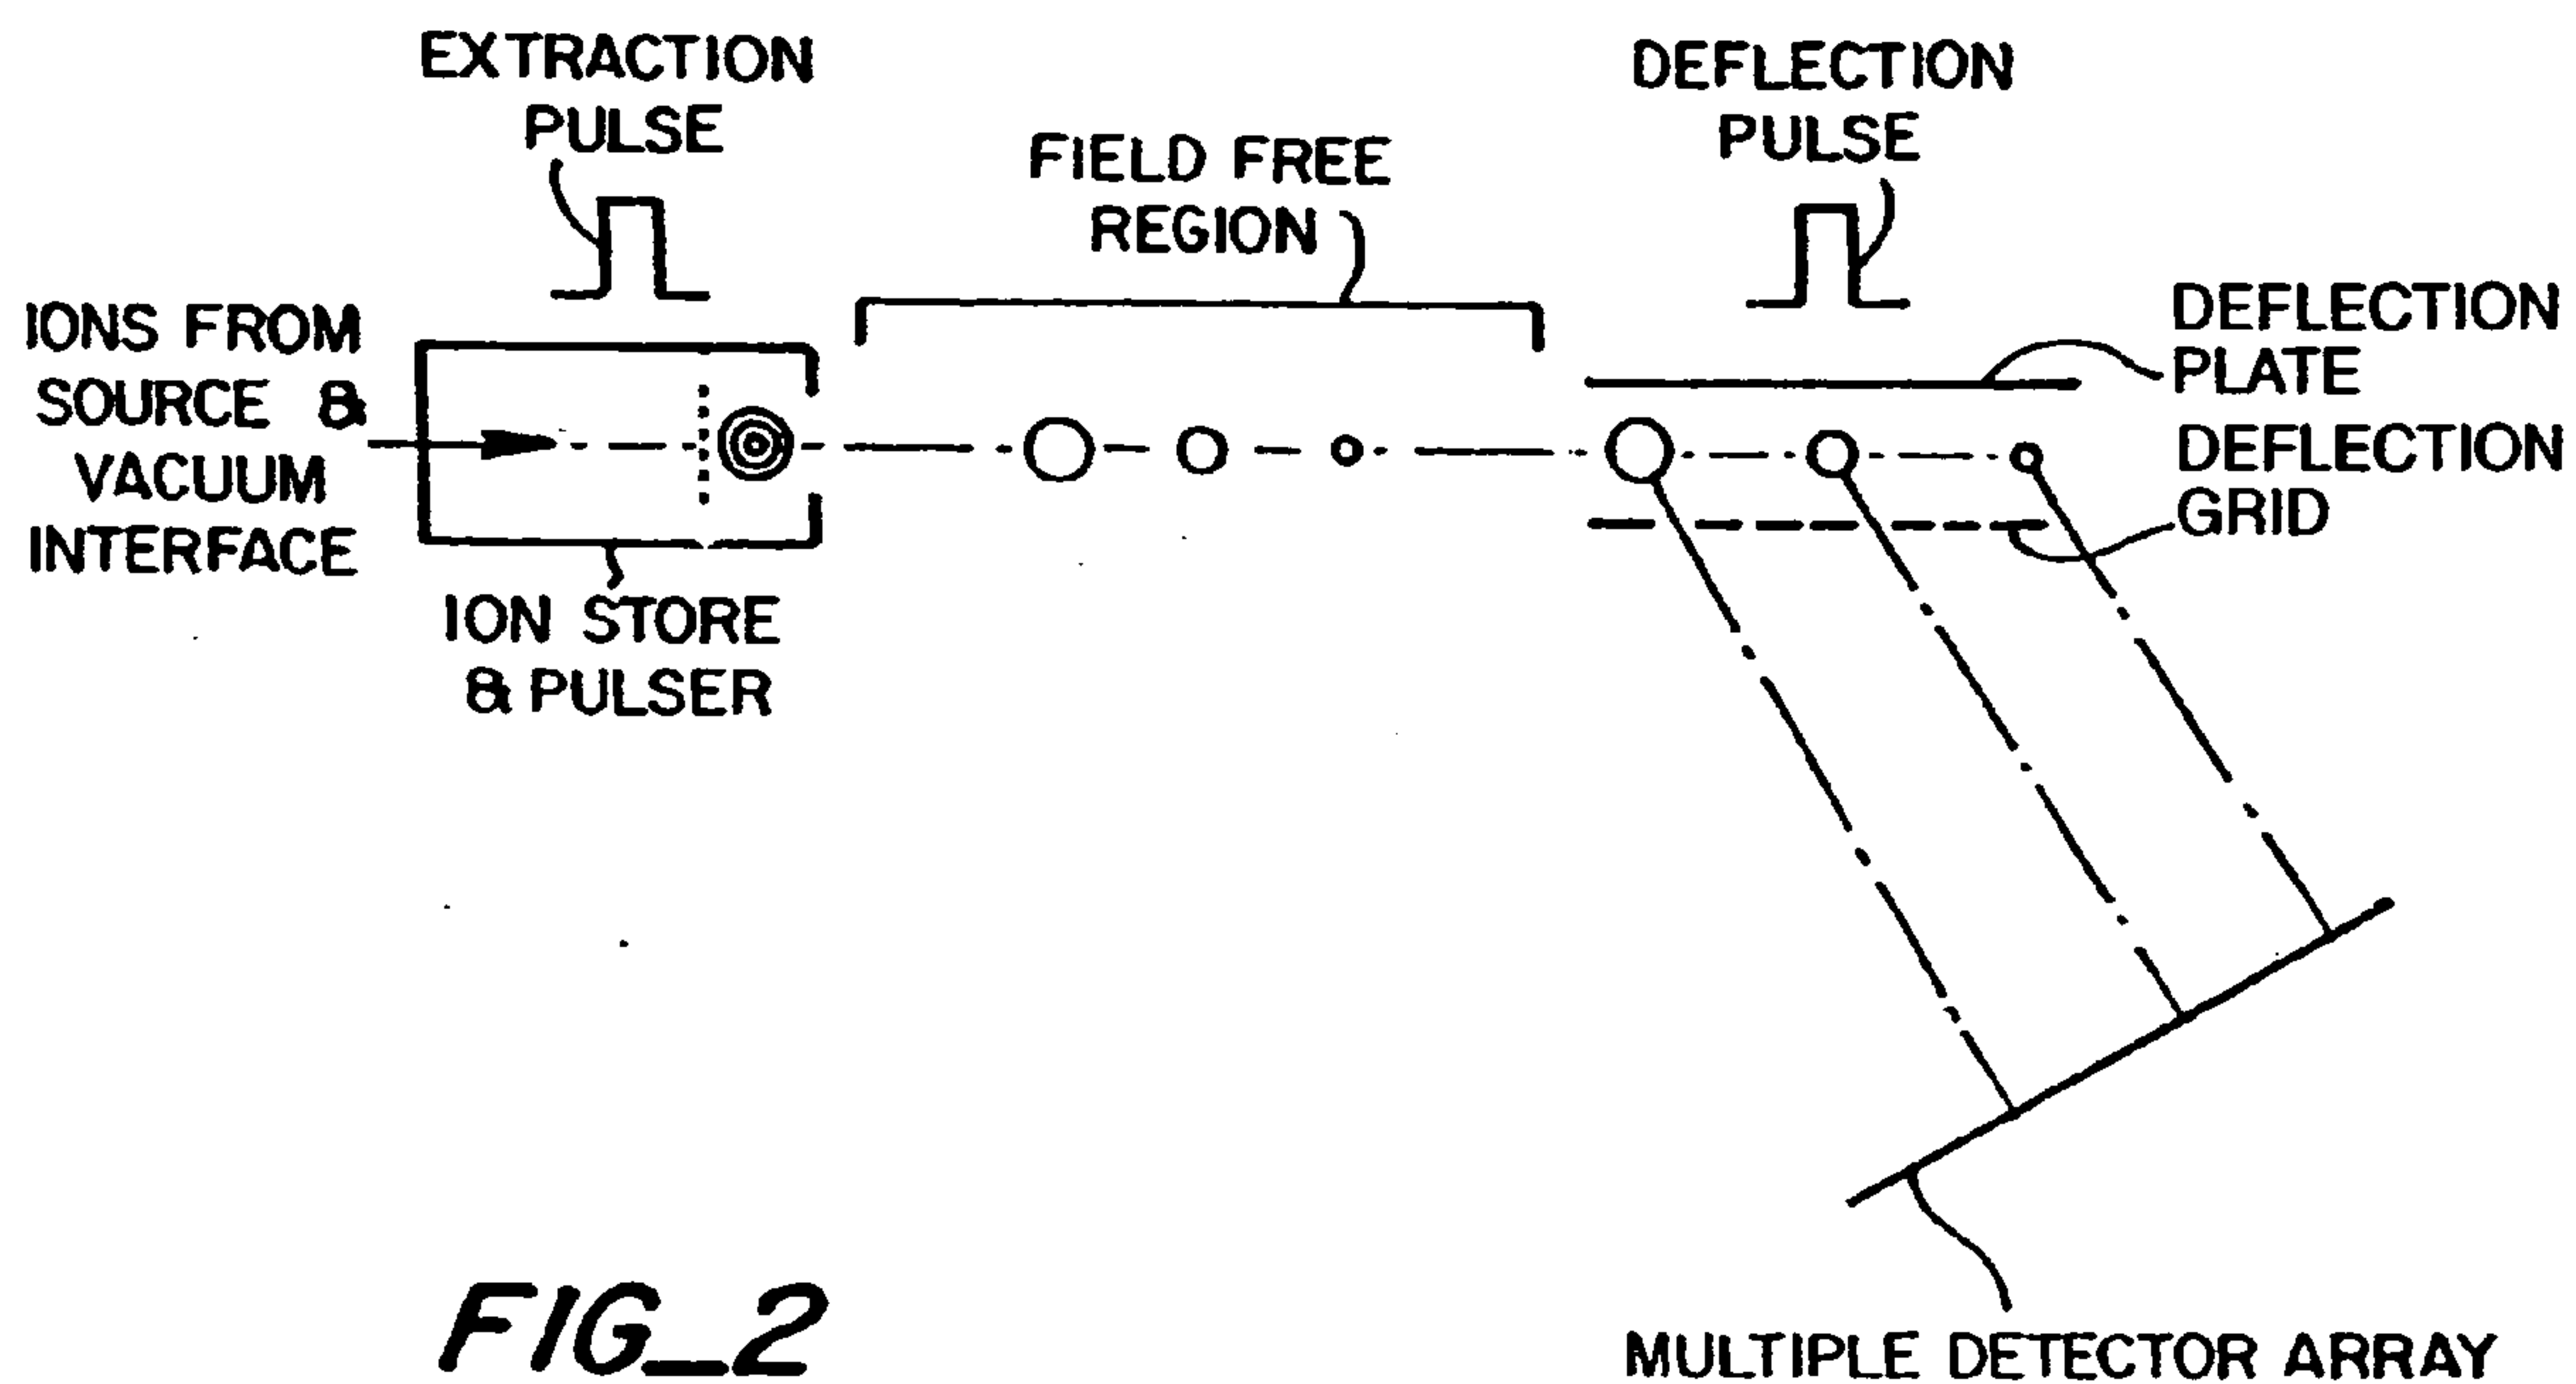 EXTRACTION
PULSE
DEFLECTION
PULSE
FIELD FREE
REGION
IONS FROM
SOURCE &
VACUUM
INTERFACE
DEFLECTION
PLATE
DEFLECTION
GRID
ION STORE
& PULSER
MULTIPLE DETECTOR ARRAY
FIG_2